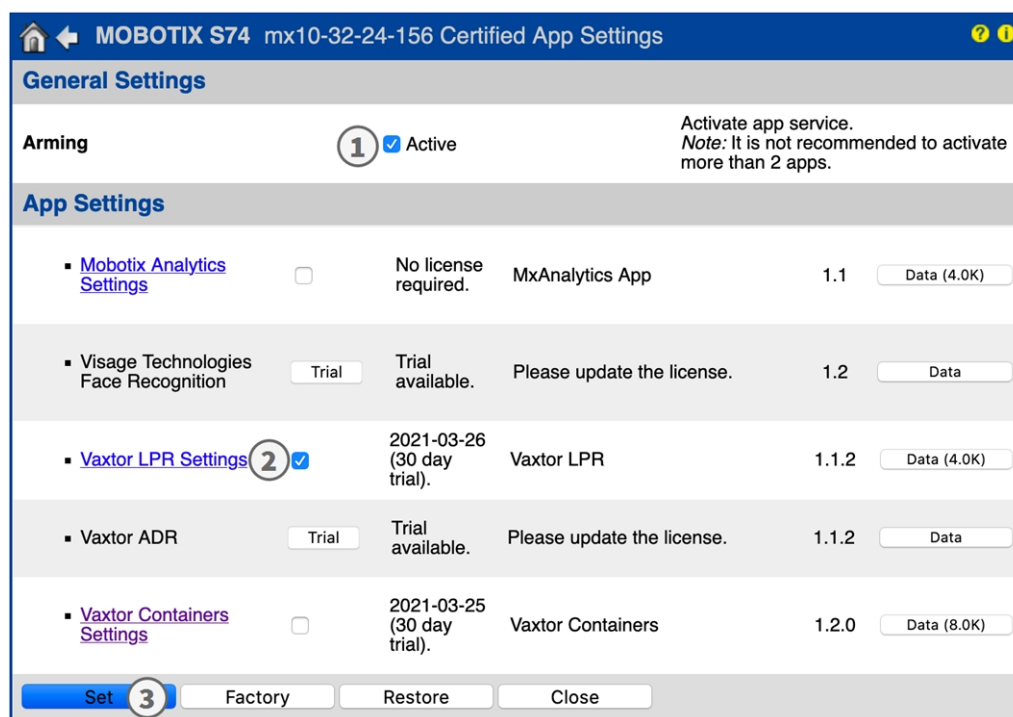 MOBOTIX S74 mx10-32-24-156 Certified App Settings ? i
General Settings
Arming 1 Active
Activate app service.
Note: It is not recommended to activate
more than 2 apps.
App Settings
Mobotix Analytics
Settings
No license
required.
MxAnalytics App
1.1
Data (4.0K)
Visage Technologies
Face Recognition
Trial
Trial
available.
Please update the license.
1.2
Data
Vaxtor LPR Settings
2
2021-03-26
(30 day
trial).
Vaxtor LPR
1.1.2
Data (4.0K)
Vaxtor ADR
Trial
Trial
available.
Please update the license.
1.1.2
Data
Vaxtor Containers
Settings
2021-03-25
(30 day
trial).
Vaxtor Containers
1.2.0
Data (8.0K)
Set 3 Factory Restore Close